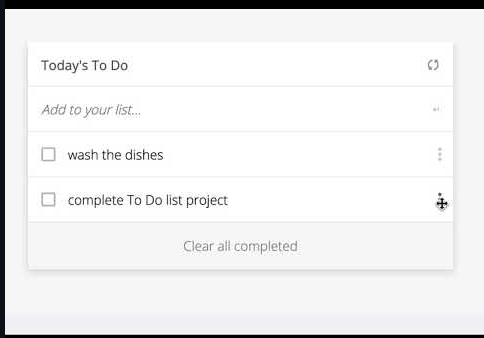 Today's To Do
Add to your list...
wash the dishes
complete To Do list project
Clear all completed